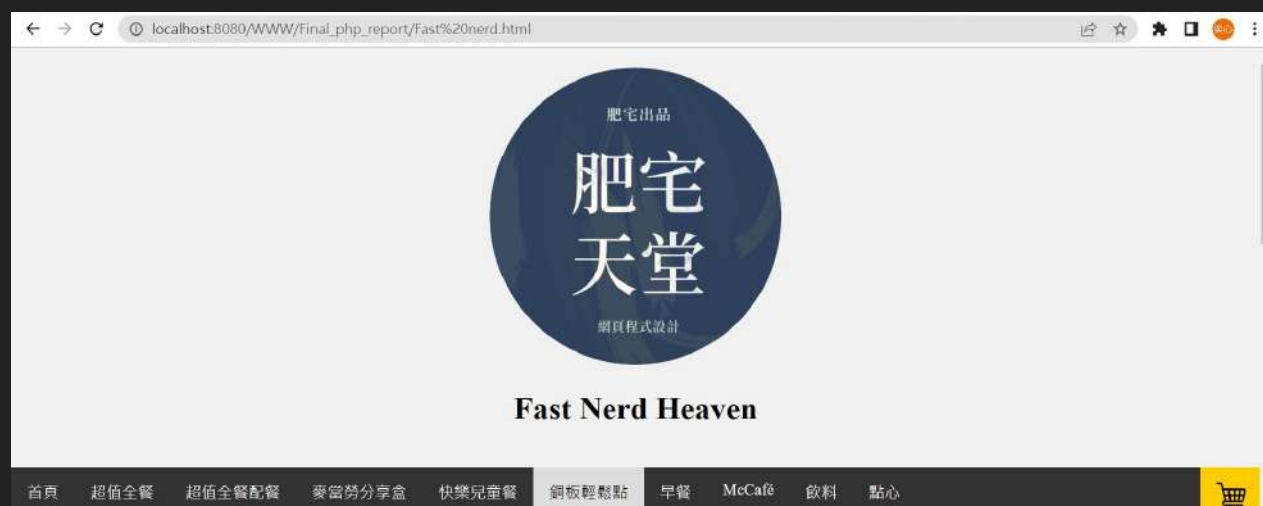 localhost:8080/WWW/Final_php_report/Fast%20nerd.html
肥宅出品
肥宅
天堂
網頁程式設計
Fast Nerd Heaven
首頁 超值全餐 超值全餐配餐 麥當勞分享盒 快樂兒童餐 銅板輕鬆點 早餐 McCafé 飲料 點心